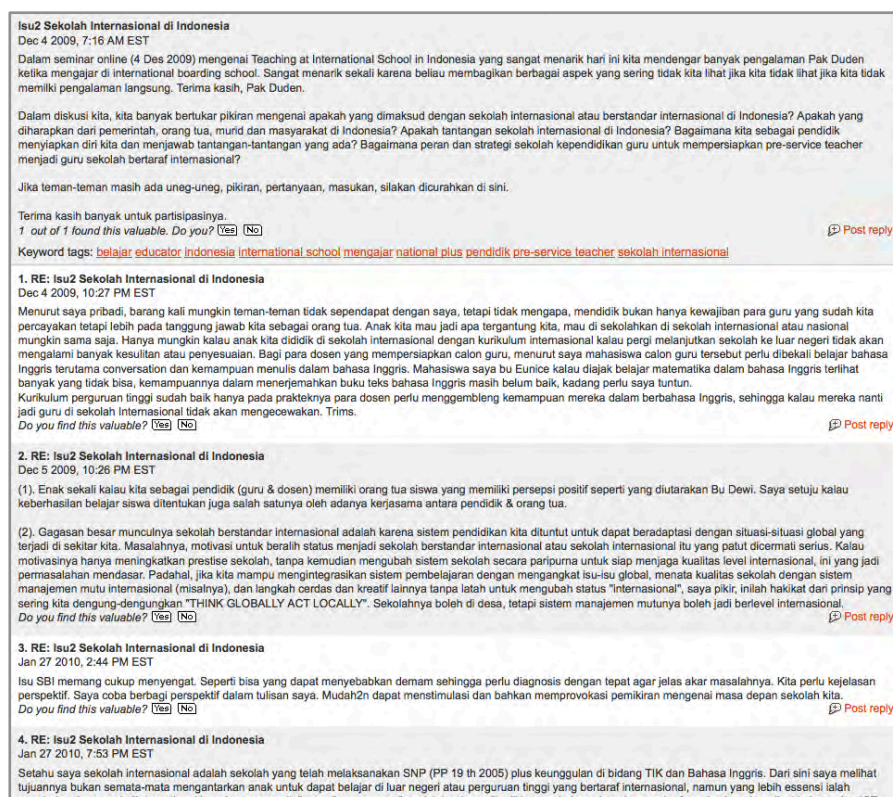 Isu2 Sekolah Internasional di Indonesia
Dec 4 2009, 7:16 AM EST
Dalam seminar online (4 Des 2009) mengenai Teaching at International School in Indonesia yang sangat menarik hari ini kita mendengar banyak pengalaman Pak Duden
ketika mengajar di international boarding school. Sangat menarik sekali karena beliau membagikan berbagai aspek yang sering tidak kita lihat jika kita tidak lihat jika kita tidak
memilki pengalaman langsung. Terima kasih, Pak Duden.
Dalam diskusi kita, kita banyak bertukar pikiran mengenai apakah yang dimaksud dengan sekolah internasional atau berstandar internasional di Indonesia? Apakah yang
diharapkan dari pemerintah, orang tua, murid dan masyarakat di Indonesia? Apakah tantangan sekolah internasional di Indonesia? Bagaimana kita sebagai pendidik
menyiapkan diri kita dan menjawab tantangan-tantangan yang ada? Bagaimana peran dan strategi sekolah kependidikan guru untuk mempersiapkan pre-service teacher
menjadi guru sekolah bertaraf internasional?
Jika teman-teman masih ada uneg-uneg, pikiran, pertanyaan, masukan, silakan dicurahkan di sini.
Terima kasih banyak untuk partisipasinya.
1 out of 1 found this valuable. Do you? Yes No Post reply
Keyword tags: belajar educator indonesia international school mengajar national plus pendidik pre-service teacher sekolah internasional
1. RE: Isu2 Sekolah Internasional di Indonesia
Dec 4 2009, 10:27 PM EST
Menurut saya pribadi, barang kali mungkin teman-teman tidak sependapat dengan saya, tetapi tidak mengapa, mendidik bukan hanya kewajiban para guru yang sudah kita
percayakan tetapi lebih pada tanggung jawab kita sebagai orang tua. Anak kita mau jadi apa tergantung kita, mau di sekolahkan di sekolah internasional atau nasional
mungkin sama saja. Hanya mungkin kalau anak kita dididik di sekolah internasional dengan kurikulum internasional kalau pergi melanjutkan sekolah ke luar negeri tidak akan
mengalami banyak kesulitan atau penyesuaian. Bagi para dosen yang mempersiapkan calon guru, menurut saya mahasiswa calon guru tersebut perlu dibekali belajar bahasa
Inggris terutama conversation dan kemampuan menulis dalam bahasa Inggris. Mahasiswa saya bu Eunice kalau diajak belajar matematika dalam bahasa Inggris terlihat
banyak yang tidak bisa, kemampuannya dalam menerjemahkan buku teks bahasa Inggris masih belum baik, kadang perlu saya tuntun.
Kurikulum perguruan tinggi sudah baik hanya pada prakteknya para dosen perlu menggembleng kemampuan mereka dalam berbahasa Inggris, sehingga kalau mereka nanti
jadi guru di sekolah Internasional tidak akan mengecewakan. Trims.
Do you find this valuable? Yes No Post reply
2. RE: Isu2 Sekolah Internasional di Indonesia
Dec 5 2009, 10:26 PM EST
(1). Enak sekali kalau kita sebagai pendidik (guru & dosen) memiliki orang tua siswa yang memiliki persepsi positif seperti yang diutarakan Bu Dewi. Saya setuju kalau
keberhasilan belajar siswa ditentukan juga salah satunya oleh adanya kerjasama antara pendidik & orang tua.
(2). Gagasan besar munculnya sekolah berstandar internasional adalah karena sistem pendidikan kita dituntut untuk dapat beradaptasi dengan situasi-situasi global yang
terjadi di sekitar kita. Masalahnya, motivasi untuk beralih status menjadi sekolah berstandar internasional atau sekolah internasional itu yang patut dicermati serius. Kalau
motivasinya hanya meningkatkan prestise sekolah, tanpa kemudian mengubah sistem sekolah secara paripurna untuk siap menjaga kualitas level internasional, ini yang jadi
permasalahan mendasar. Padahal, jika kita mampu mengintegrasikan sistem pembelajaran dengan mengangkat isu-isu global, menata kualitas sekolah dengan sistem
manajemen mutu internasional (misalnya), dan langkah cerdas dan kreatif lainnya tanpa latah untuk mengubah status "internasional", saya pikir, inilah hakikat dari prinsip yang
sering kita dengung-dengungkan "THINK GLOBALLY ACT LOCALLY". Sekolahnya boleh di desa, tetapi sistem manajemen mutunya boleh jadi berlevel internasional.
Do you find this valuable? Yes No Post reply
3. RE: Isu2 Sekolah Internasional di Indonesia
Jan 27 2010, 2:44 PM EST
Isu SBI memang cukup menyengat. Seperti bisa yang dapat menyebabkan demam sehingga perlu diagnosis dengan tepat agar jelas akar masalahnya. Kita perlu kejelasan
perspektif. Saya coba berbagi perspektif dalam tulisan saya. Mudah2n dapat menstimulasi dan bahkan memprovokasi pemikiran mengenai masa depan sekolah kita.
Do you find this valuable? Yes No Post reply
4. RE: Isu2 Sekolah Internasional di Indonesia
Jan 27 2010, 7:53 PM EST
Setahu saya sekolah internasional adalah sekolah yang telah melaksanakan SNP (PP 19 th 2005) plus keunggulan di bidang TIK dan Bahasa Inggris. Dari sini saya melihat
tujuannya bukan semata-mata mengantarkan anak untuk dapat belajar di luar negeri atau perguruan tinggi yang bertaraf internasional, namun yang lebih essensi ialah